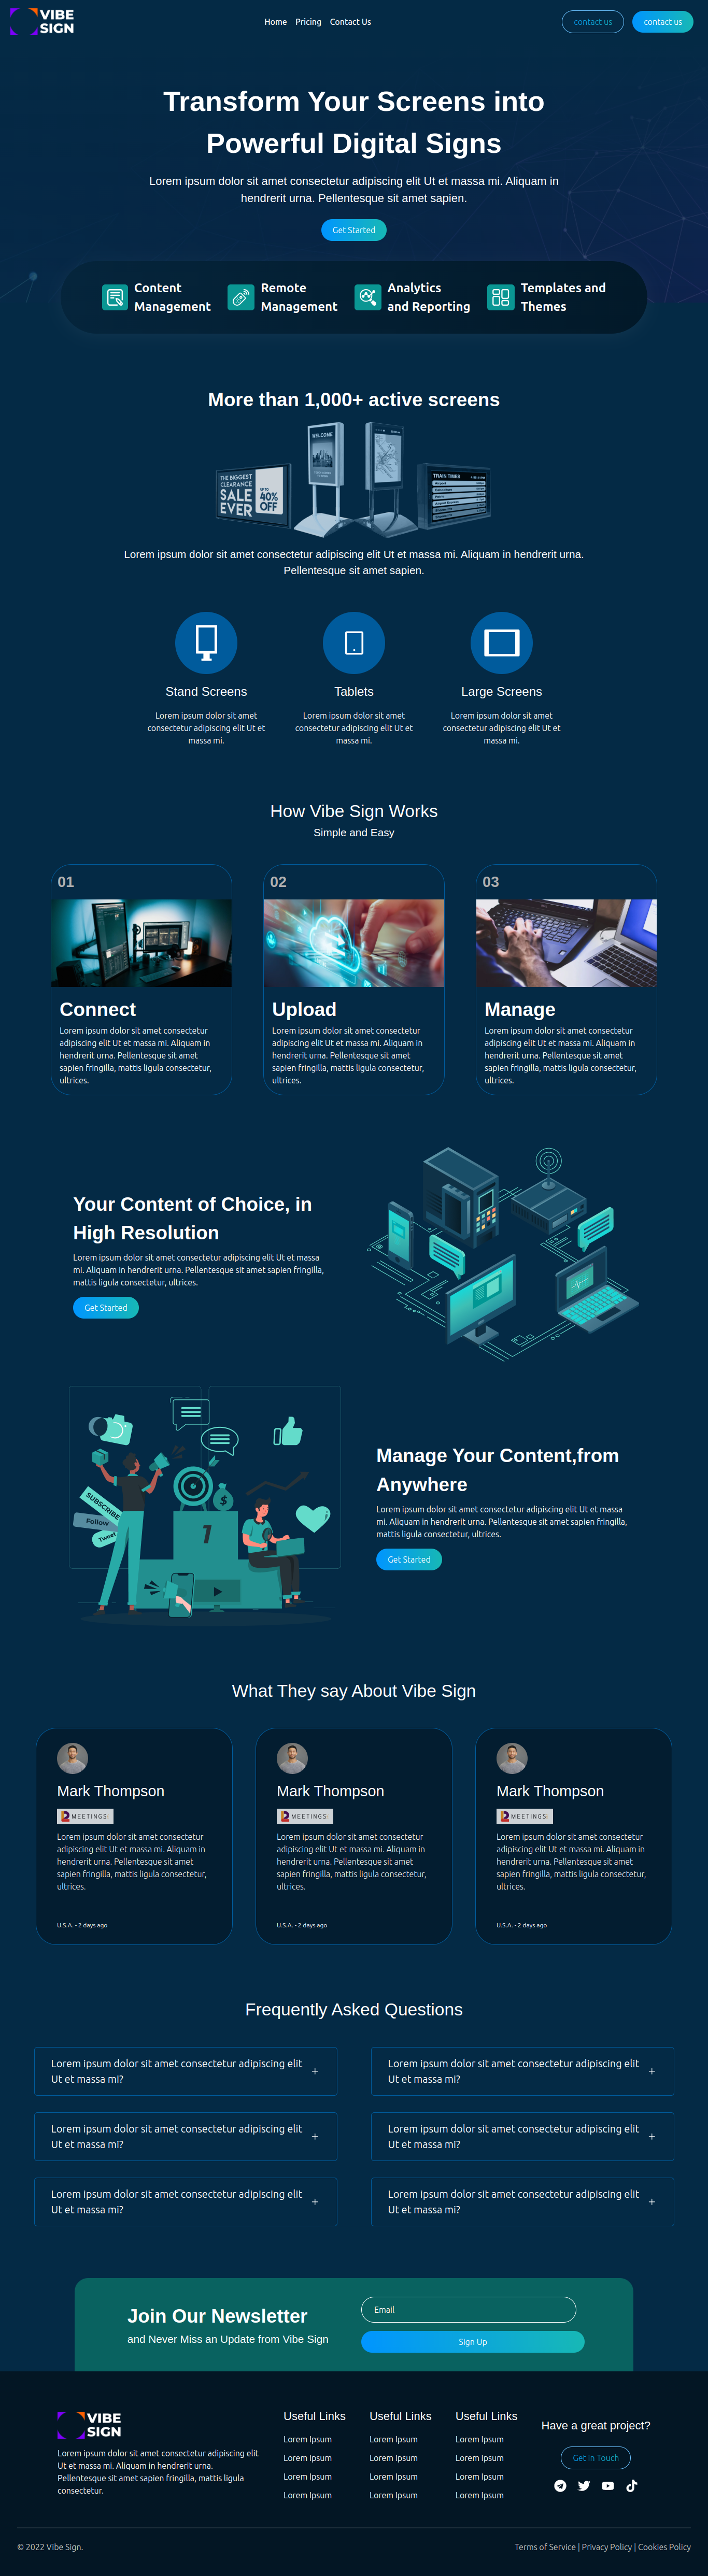 VIBE
SIGN
Home Pricing Contact Us
contact us
contact us
Transform Your Screens into
Powerful Digital Signs
Lorem ipsum dolor sit amet consectetur adipiscing elit Ut et massa mi. Aliquam in
hendrerit urna. Pellentesque sit amet sapien.
Get Started
Content
Management
Remote
Management
Analytics
and Reporting
Templates and
Themes
More than 1,000+ active screens
THE BIGGEST
CLEARANCE
SALE
EVER
UP TO
40%
OFF
WELCOME
TRAIN TIMES
Lorem ipsum dolor sit amet consectetur adipiscing elit Ut et massa mi. Aliquam in hendrerit urna.
Pellentesque sit amet sapien.
Stand Screens
Lorem ipsum dolor sit amet
consectetur adipiscing elit Ut et
massa mi.
Tablets
Lorem ipsum dolor sit amet
consectetur adipiscing elit Ut et
massa mi.
Large Screens
Lorem ipsum dolor sit amet
consectetur adipiscing elit Ut et
massa mi.
How Vibe Sign Works
Simple and Easy
01
Connect
Lorem ipsum dolor sit amet consectetur
adipiscing elit Ut et massa mi. Aliquam in
hendrerit urna. Pellentesque sit amet
sapien fringilla, mattis ligula consectetur,
ultrices.
02
Upload
Lorem ipsum dolor sit amet consectetur
adipiscing elit Ut et massa mi. Aliquam in
hendrerit urna. Pellentesque sit amet
sapien fringilla, mattis ligula consectetur,
ultrices.
03
Manage
Lorem ipsum dolor sit amet consectetur
adipiscing elit Ut et massa mi. Aliquam in
hendrerit urna. Pellentesque sit amet
sapien fringilla, mattis ligula consectetur,
ultrices.
Your Content of Choice, in
High Resolution
Lorem ipsum dolor sit amet consectetur adipiscing elit Ut et massa
mi. Aliquam in hendrerit urna. Pellentesque sit amet sapien fringilla,
mattis ligula consectetur, ultrices.
Get Started
SUBSCRIBE
Follow
Tweet
$
1
Manage Your Content,from
Anywhere
Lorem ipsum dolor sit amet consectetur adipiscing elit Ut et massa
mi. Aliquam in hendrerit urna. Pellentesque sit amet sapien fringilla,
mattis ligula consectetur, ultrices.
Get Started
What They say About Vibe Sign
Mark Thompson
MEETINGS
Lorem ipsum dolor sit amet consectetur
adipiscing elit Ut et massa mi. Aliquam in
hendrerit urna. Pellentesque sit amet
sapien fringilla, mattis ligula consectetur,
ultrices.
U.S.A. - 2 days ago
Mark Thompson
MEETINGS
Lorem ipsum dolor sit amet consectetur
adipiscing elit Ut et massa mi. Aliquam in
hendrerit urna. Pellentesque sit amet
sapien fringilla, mattis ligula consectetur,
ultrices.
U.S.A. - 2 days ago
Mark Thompson
MEETINGS
Lorem ipsum dolor sit amet consectetur
adipiscing elit Ut et massa mi. Aliquam in
hendrerit urna. Pellentesque sit amet
sapien fringilla, mattis ligula consectetur,
ultrices.
U.S.A. - 2 days ago
Frequently Asked Questions
Lorem ipsum dolor sit amet consectetur adipiscing elit
Ut et massa mi?
Lorem ipsum dolor sit amet consectetur adipiscing elit
Ut et massa mi?
Lorem ipsum dolor sit amet consectetur adipiscing elit
Ut et massa mi?
Lorem ipsum dolor sit amet consectetur adipiscing elit
Ut et massa mi?
Lorem ipsum dolor sit amet consectetur adipiscing elit
Ut et massa mi?
Lorem ipsum dolor sit amet consectetur adipiscing elit
Ut et massa mi?
Join Our Newsletter
and Never Miss an Update from Vibe Sign
Email
Sign Up
VIBE
SIGN
Lorem ipsum dolor sit amet consectetur adipiscing elit
Ut et massa mi. Aliquam in hendrerit urna.
Pellentesque sit amet sapien fringilla, mattis ligula
consectetur.
Useful Links
Lorem Ipsum
Lorem Ipsum
Lorem Ipsum
Lorem Ipsum
Useful Links
Lorem Ipsum
Lorem Ipsum
Lorem Ipsum
Lorem Ipsum
Useful Links
Lorem Ipsum
Lorem Ipsum
Lorem Ipsum
Lorem Ipsum
Have a great project?
Get in Touch
© 2022 Vibe Sign.
Terms of Service | Privacy Policy | Cookies Policy